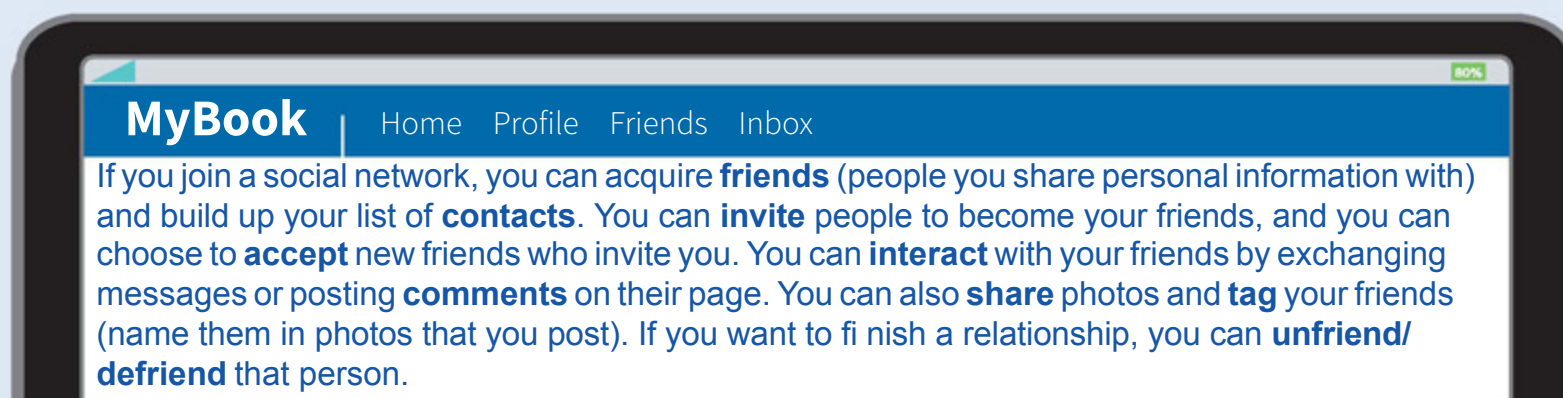 80%
MyBook Home Profile Friends Inbox
If you join a social network, you can acquire friends (people you share personal information with)
and build up your list of contacts. You can invite people to become your friends, and you can
choose to accept new friends who invite you. You can interact with your friends by exchanging
messages or posting comments on their page. You can also share photos and tag your friends
(name them in photos that you post). If you want to fi nish a relationship, you can unfriend/
defriend that person.